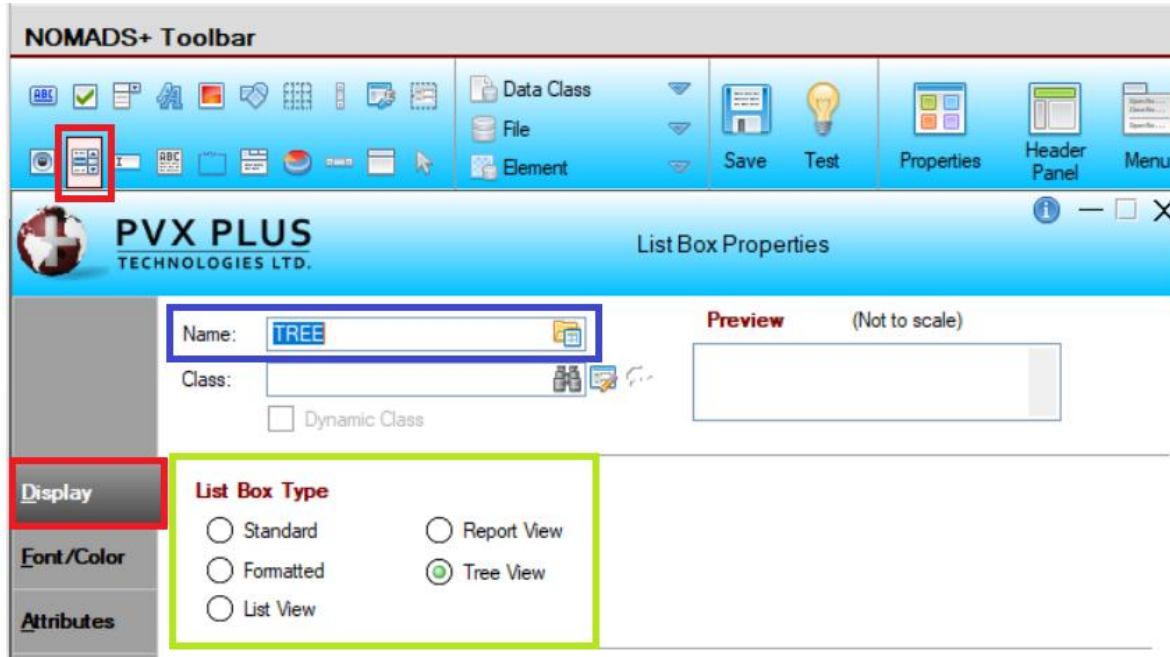 NOMADS+ Toolbar
ABC
Data Class
File
Element
Save
Test
Properties
Header
Panel
Menu
ABC
PVX PLUS
TECHNOLOGIES LTD.
List Box Properties
Name:
TREE
Preview
(Not to scale)
Class:
Dynamic Class
Display
Font/Color
Attributes
List Box Type
Standard
Report View
Formatted
Tree View
List View